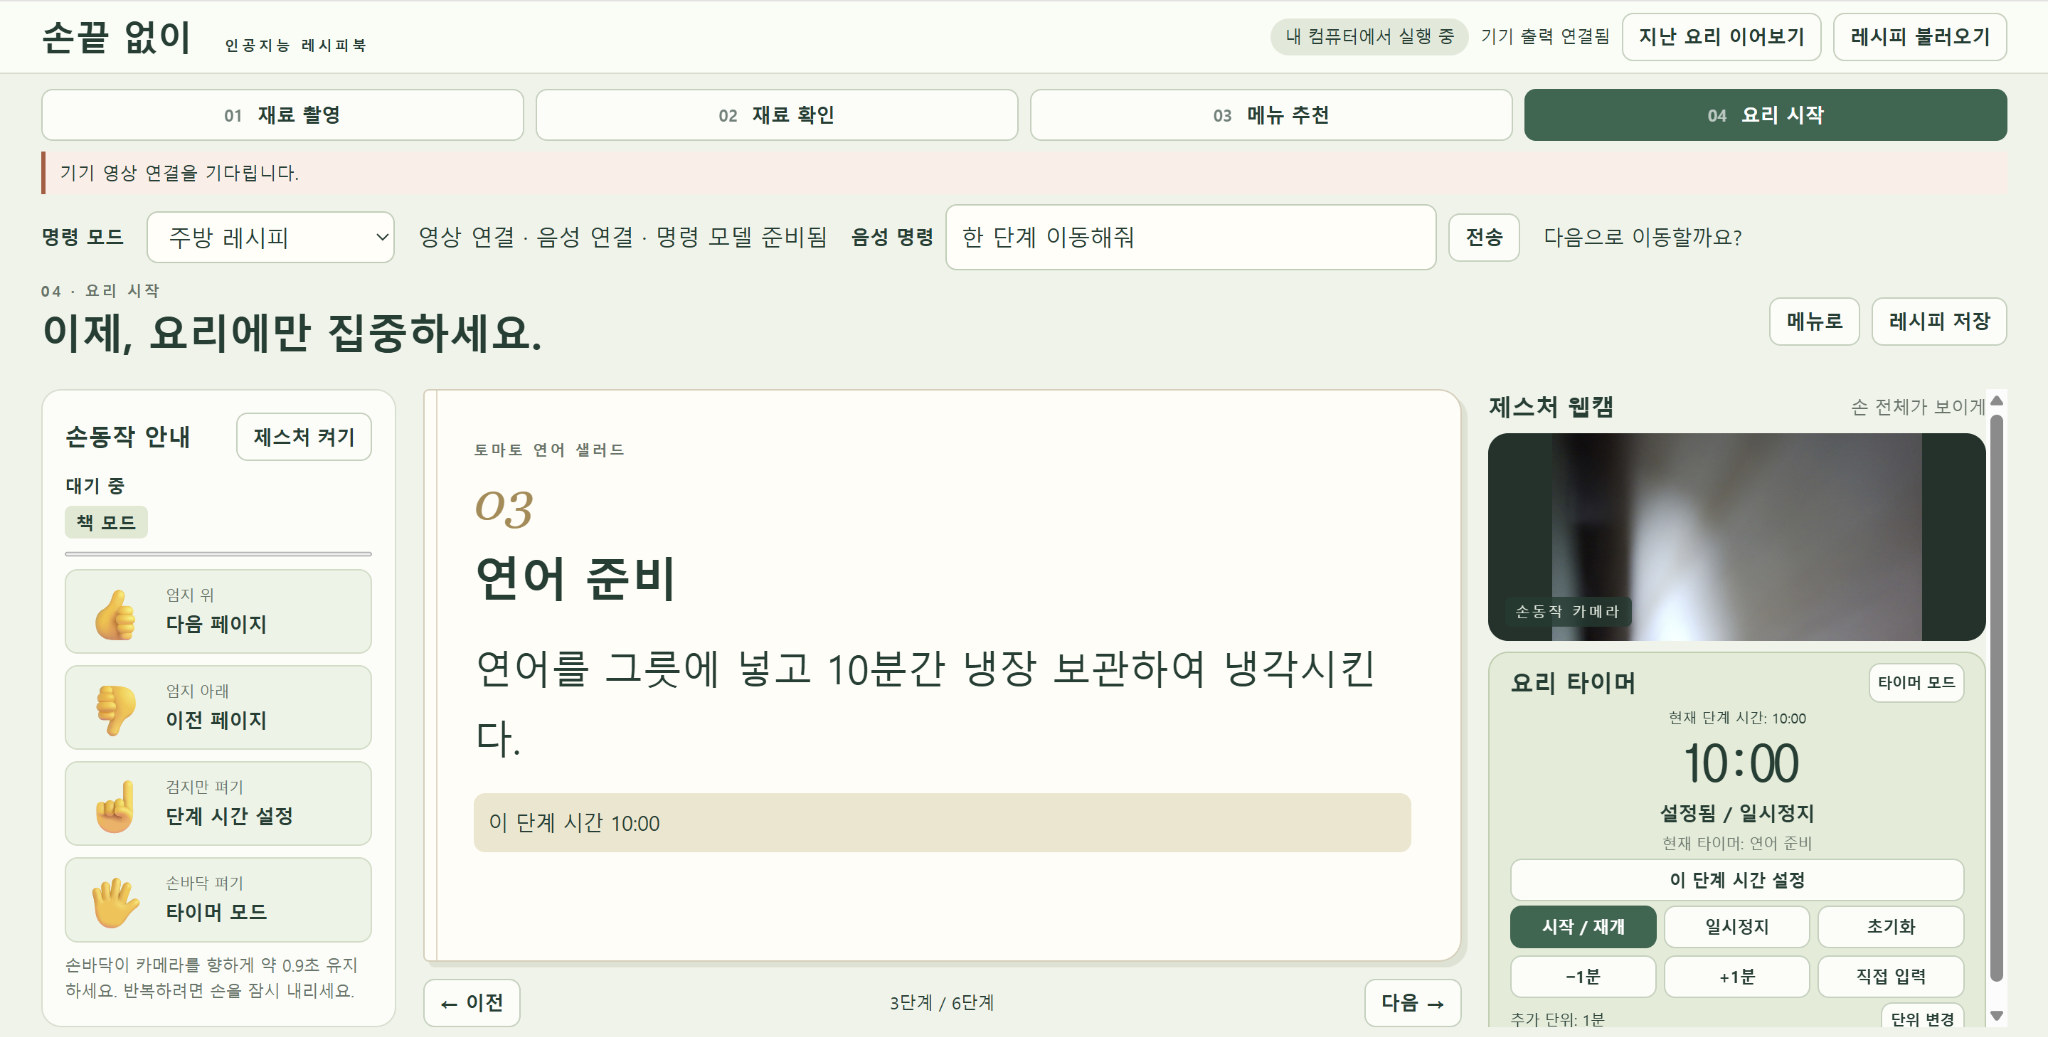 손끝 없이
인공지능 레시피북
내 컴퓨터에서 실행 중
기기 출력 연결됨
지난 요리 이어보기
레시피 불러오기
01 재료 촬영
02 재료 확인
03 메뉴 추천
04 요리 시작
기기 영상 연결을 기다립니다.
명령 모드
주방 레시피
영상 연결 · 음성 연결 · 명령 모델 준비됨
음성 명령
한 단계 이동해줘
전송
다음으로 이동할까요?
04 · 요리 시작
이제, 요리에만 집중하세요.
메뉴로
레시피 저장
손동작 안내
제스처 켜기
대기 중
책 모드
엄지 위
다음 페이지
엄지 아래
이전 페이지
검지만 펴기
단계 시간 설정
손바닥 펴기
타이머 모드
손바닥이 카메라를 향하게 약 0.9초 유지
하세요. 반복하려면 손을 잠시 내리세요.
토마토 연어 샐러드
03
연어 준비
연어를 그릇에 넣고 10분간 냉장 보관하여 냉각시킨
다.
이 단계 시간 10:00
← 이전
3단계 / 6단계
다음 →
제스처 웹캠
손 전체가 보이게
손동작 카메라
요리 타이머
타이머 모드
현재 단계 시간: 10:00
10:00
설정됨 / 일시정지
현재 타이머: 연어 준비
이 단계 시간 설정
시작 / 재개
일시정지
초기화
−1분
+1분
직접 입력
추가 단위: 1분
단위 변경